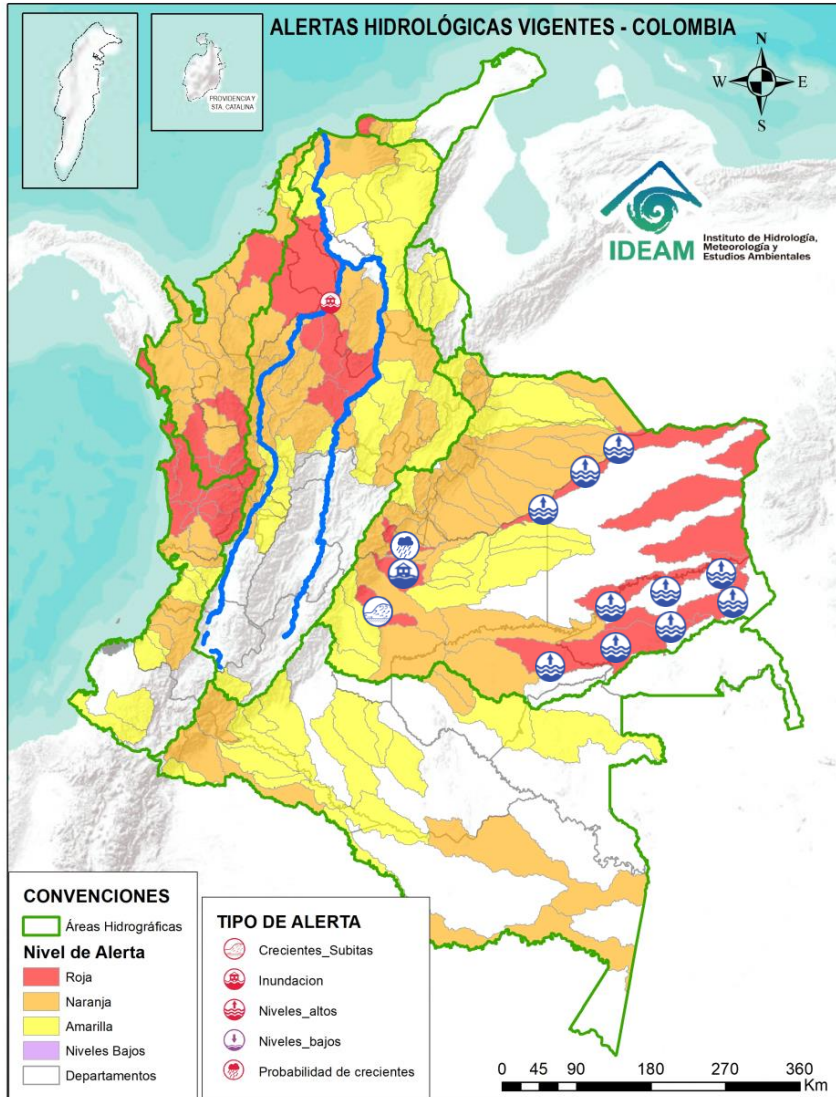 ALERTAS HIDROLÓGICAS VIGENTES - COLOMBIA
PROVIDENCIA Y
STA. CATALINA
N
W
E
S
IDEAM
Instituto de Hidrología,
Meteorología y
Estudios Ambientales
CONVENCIONES
Áreas Hidrográficas
Nivel de Alerta
Roja
Naranja
Amarilla
Niveles Bajos
Departamentos
TIPO DE ALERTA
Crecientes_Subitas
Inundacion
Niveles_altos
Niveles_bajos
Probabilidad de crecientes
0 45 90 180 270 360
Km